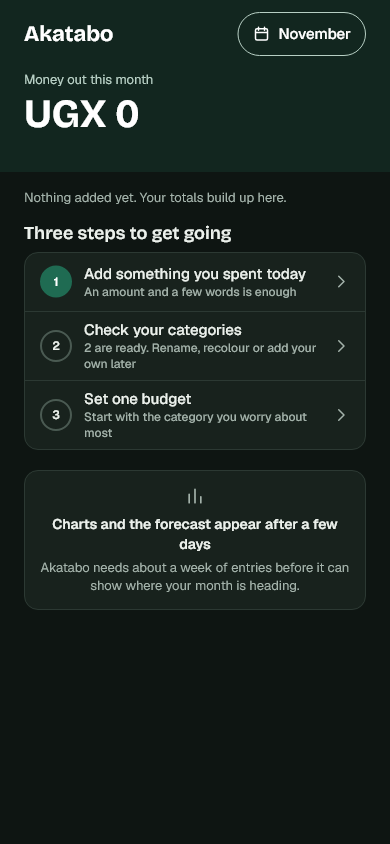 Akatabo
November
Money out this month
UGX 0
Nothing added yet. Your totals build up here.
Three steps to get going
1
Add something you spent today
An amount and a few words is enough
2
Check your categories
2 are ready. Rename, recolour or add your
own later
3
Set one budget
Start with the category you worry about
most
Charts and the forecast appear after a few
days
Akatabo needs about a week of entries before it can
show where your month is heading.